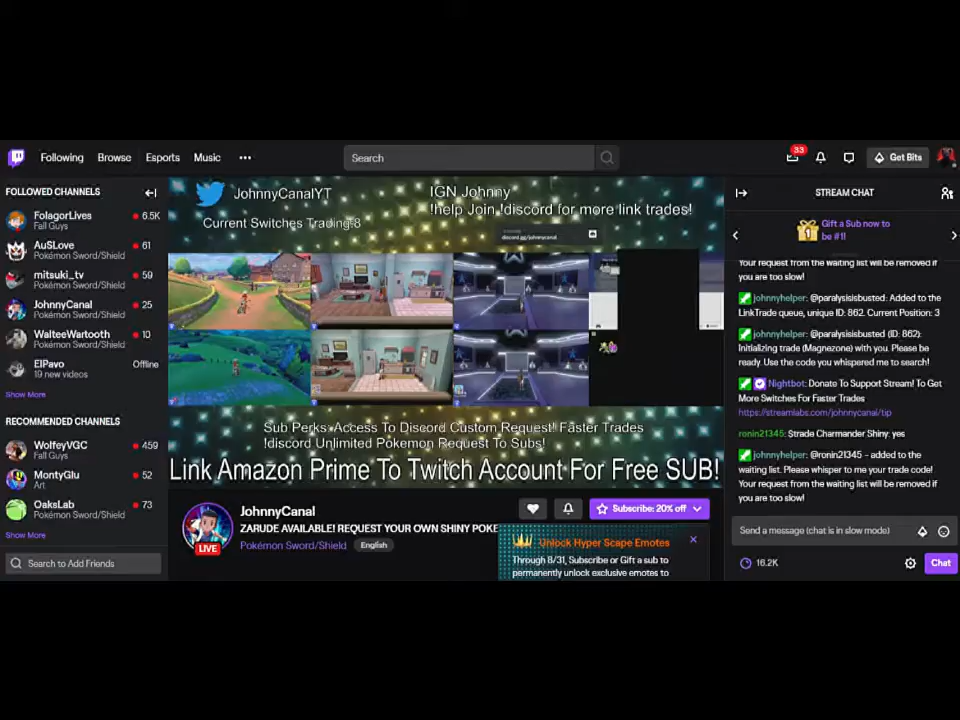 Following
Browse
Esports
Music
Search
33
Get Bits
FOLLOWED CHANNELS
FolagorLives
6.5K
Fall Guys
AuSLove
61
Pokémon Sword/Shield
mitsuki_tv
59
Pokémon Sword/Shield
JohnnyCanal
25
Pokémon Sword/Shield
WalteeWartooth
10
Pokémon Sword/Shield
ElPavo
Offline
19 new videos
Show More
RECOMMENDED CHANNELS
WolfeyVGC
459
Pokémon Sword/Shield
MontyGlu
52
Art
OaksLab
73
Pokémon Sword/Shield
Show More
Search to Add Friends
JohnnyCanalYT
Current Switches Trading:8
IGN Johnny
!help Join !discord for more link trades!
discord.gg/johnnycanal
Sub Perks: Access To Discord Custom Request! Faster Trades
!discord Unlimited Pokemon Request To Subs!
Link Amazon Prime To Twitch Account For Free SUB!
LIVE
JohnnyCanal
ZARUDE AVAILABLE! REQUEST YOUR OWN SHINY POKE
Pokémon Sword/Shield
English
Subscribe: 20% off
Unlock Hyper Scape Emotes
Through 8/31, Subscribe or Gift a sub to
permanently unlock exclusive emotes to
STREAM CHAT
1
Gift a Sub now to
be #1!
Your request from the waiting list will be removed if
you are too slow!
johnnyhelper: @paralysisisbusted: Added to the
LinkTrade queue, unique ID: 862. Current Position: 3
johnnyhelper: @paralysisisbusted (ID: 862):
Initializing trade (Magnezone) with you. Please be
ready. Use the code you whispered me to search!
Nightbot: Donate To Support Stream! To Get
More Switches For Faster Trades
https://streamlabs.com/johnnycanal/tip
ronin21345: $trade Charmander Shiny: yes
johnnyhelper: @ronin21345 - added to the
waiting list. Please whisper to me your trade code!
Your request from the waiting list will be removed if
you are too slow!
Send a message (chat is in slow mode)
16.2K
Chat